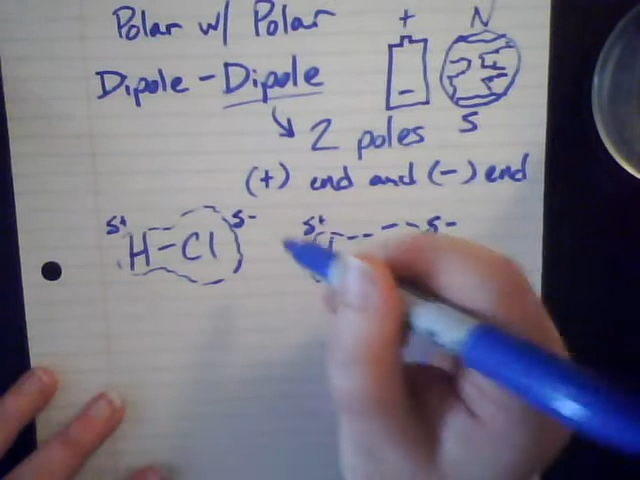 Polar w/ Polar
+ N
Dipole-Dipole
-
S
2 poles
(+) end and (-) end
S+ S- S+ S-
H-Cl